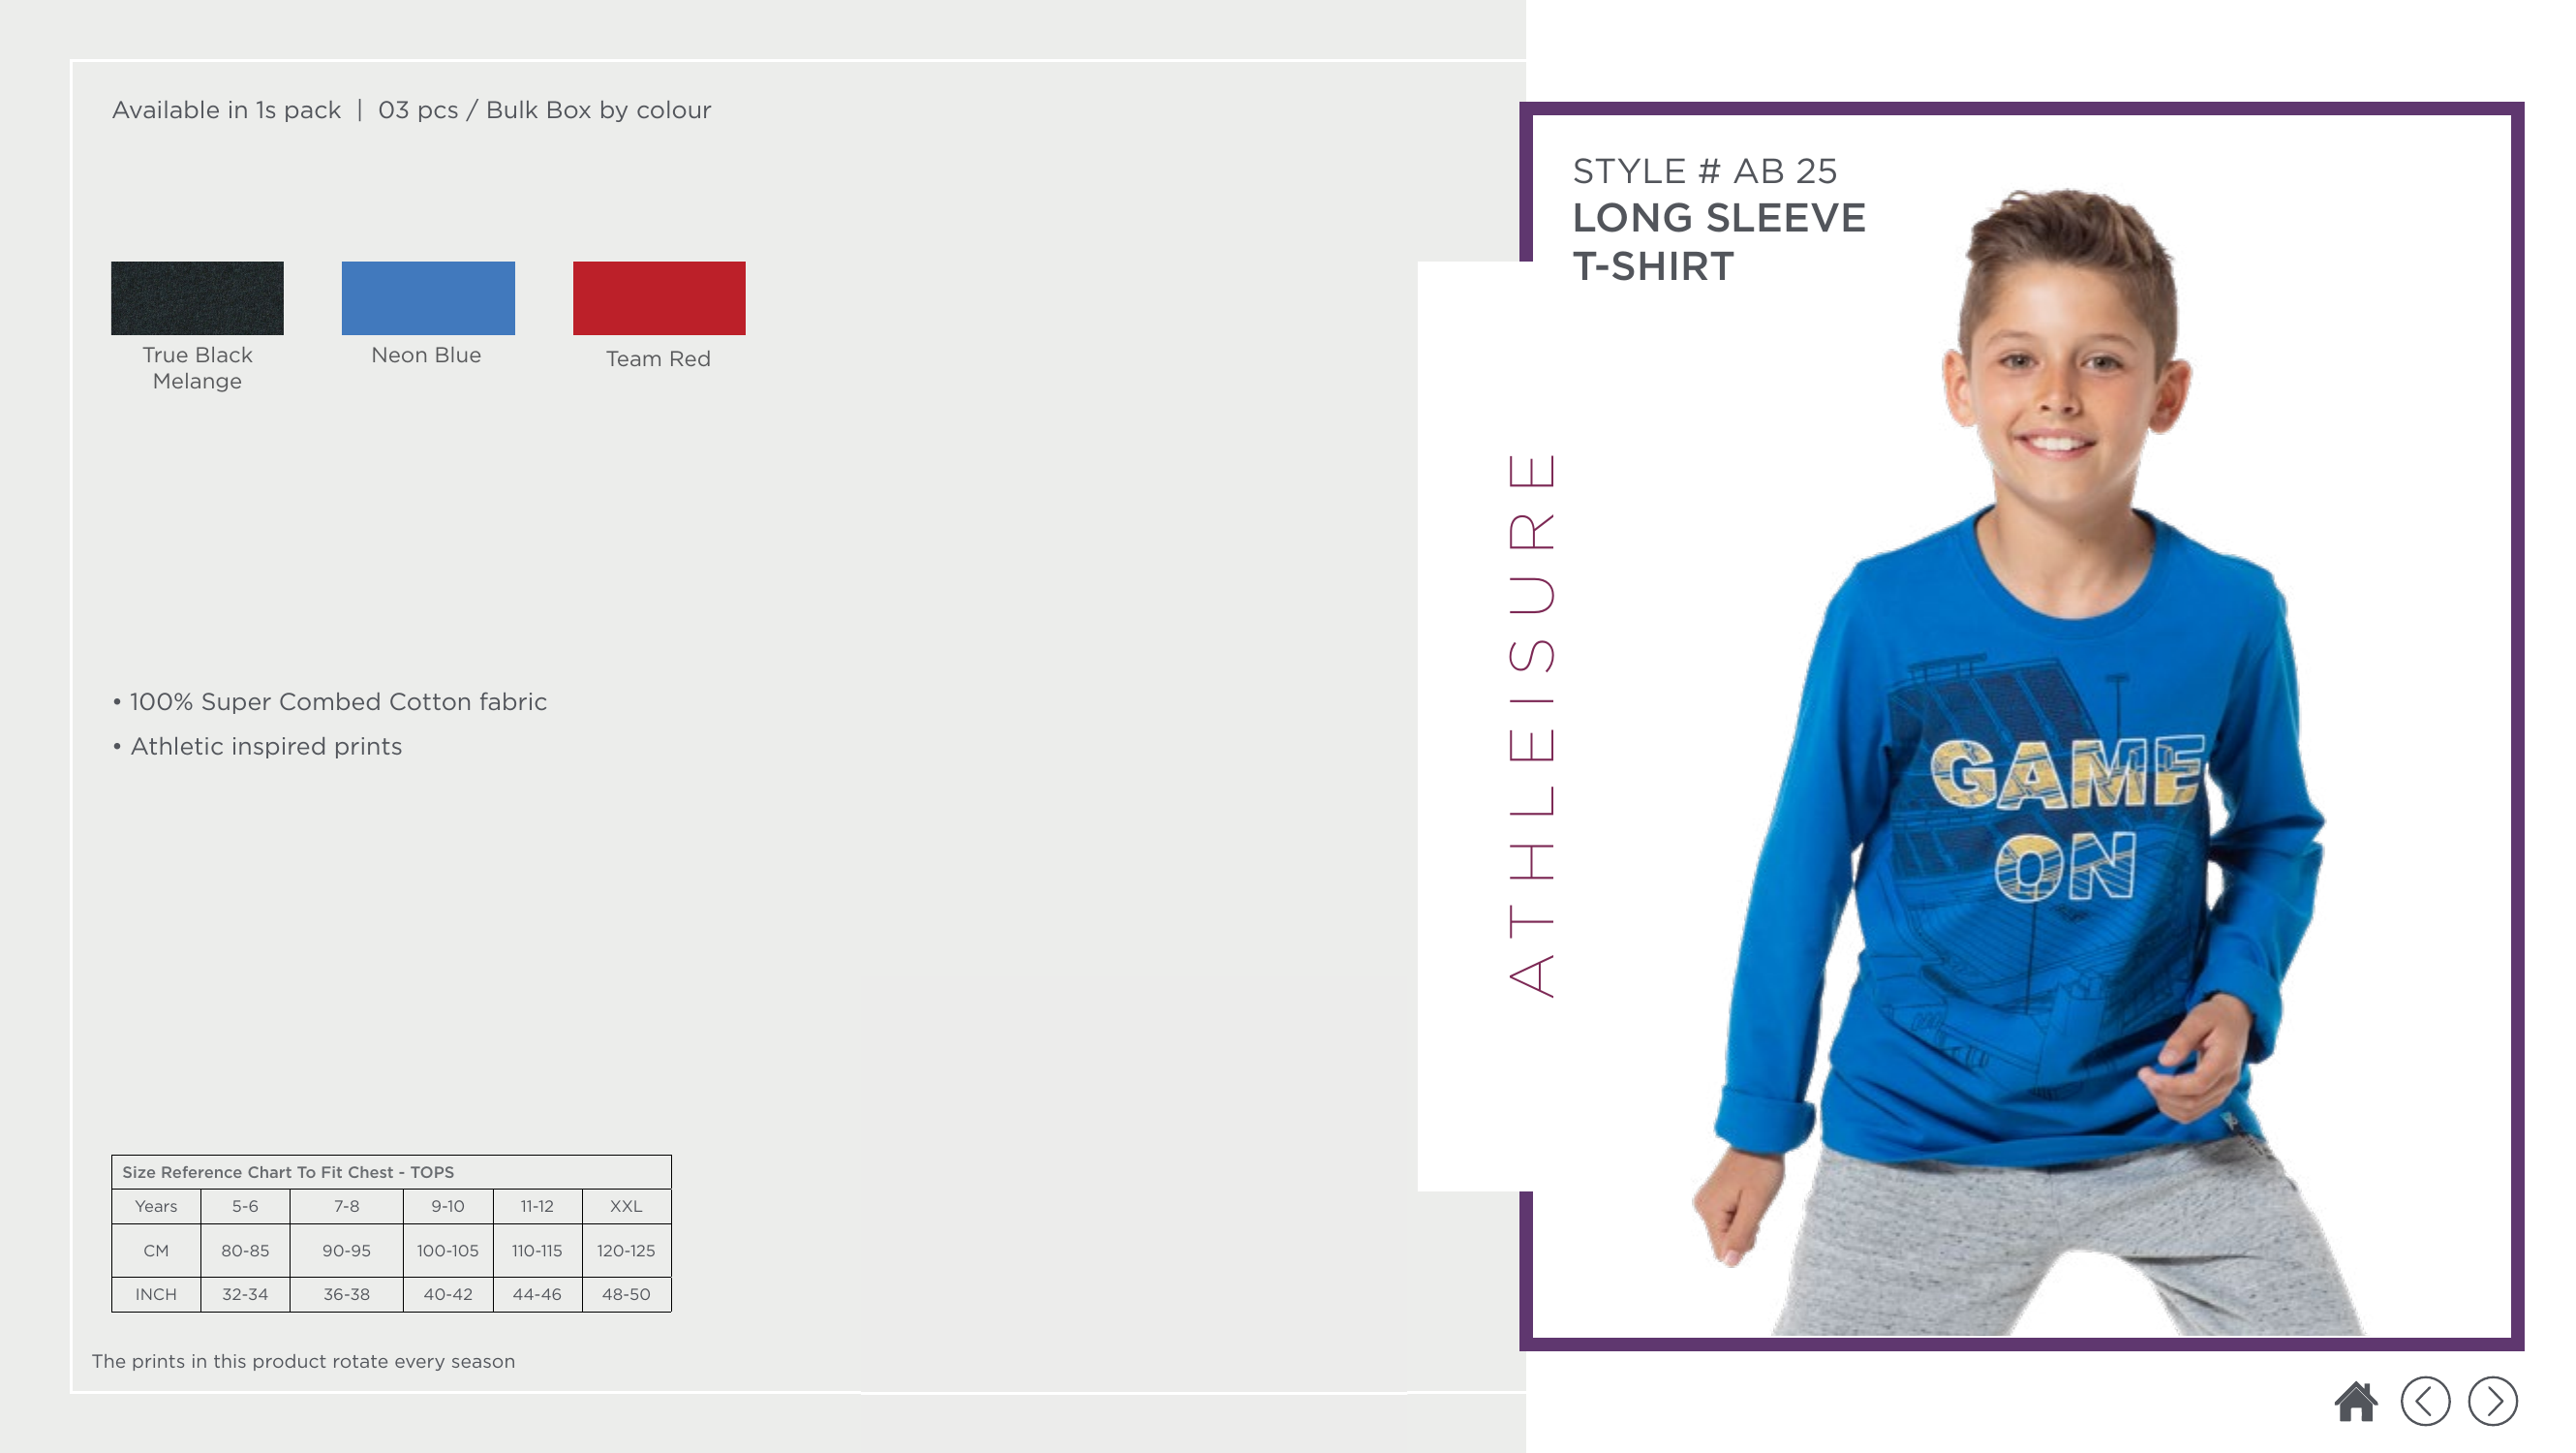 Available in 1s pack | 03 pcs / Bulk Box by colour
True Black
Melange
Neon Blue
Team Red
• 100% Super Combed Cotton fabric
• Athletic inspired prints
Size Reference Chart To Fit Chest - TOPS
Years 5-6 7-8 9-10 11-12 XXL
CM 80-85 90-95 100-105 110-115 120-125
INCH 32-34 36-38 40-42 44-46 48-50
The prints in this product rotate every season
ATHLEISURE
STYLE # AB 25
LONG SLEEVE
T-SHIRT
GAME
ON